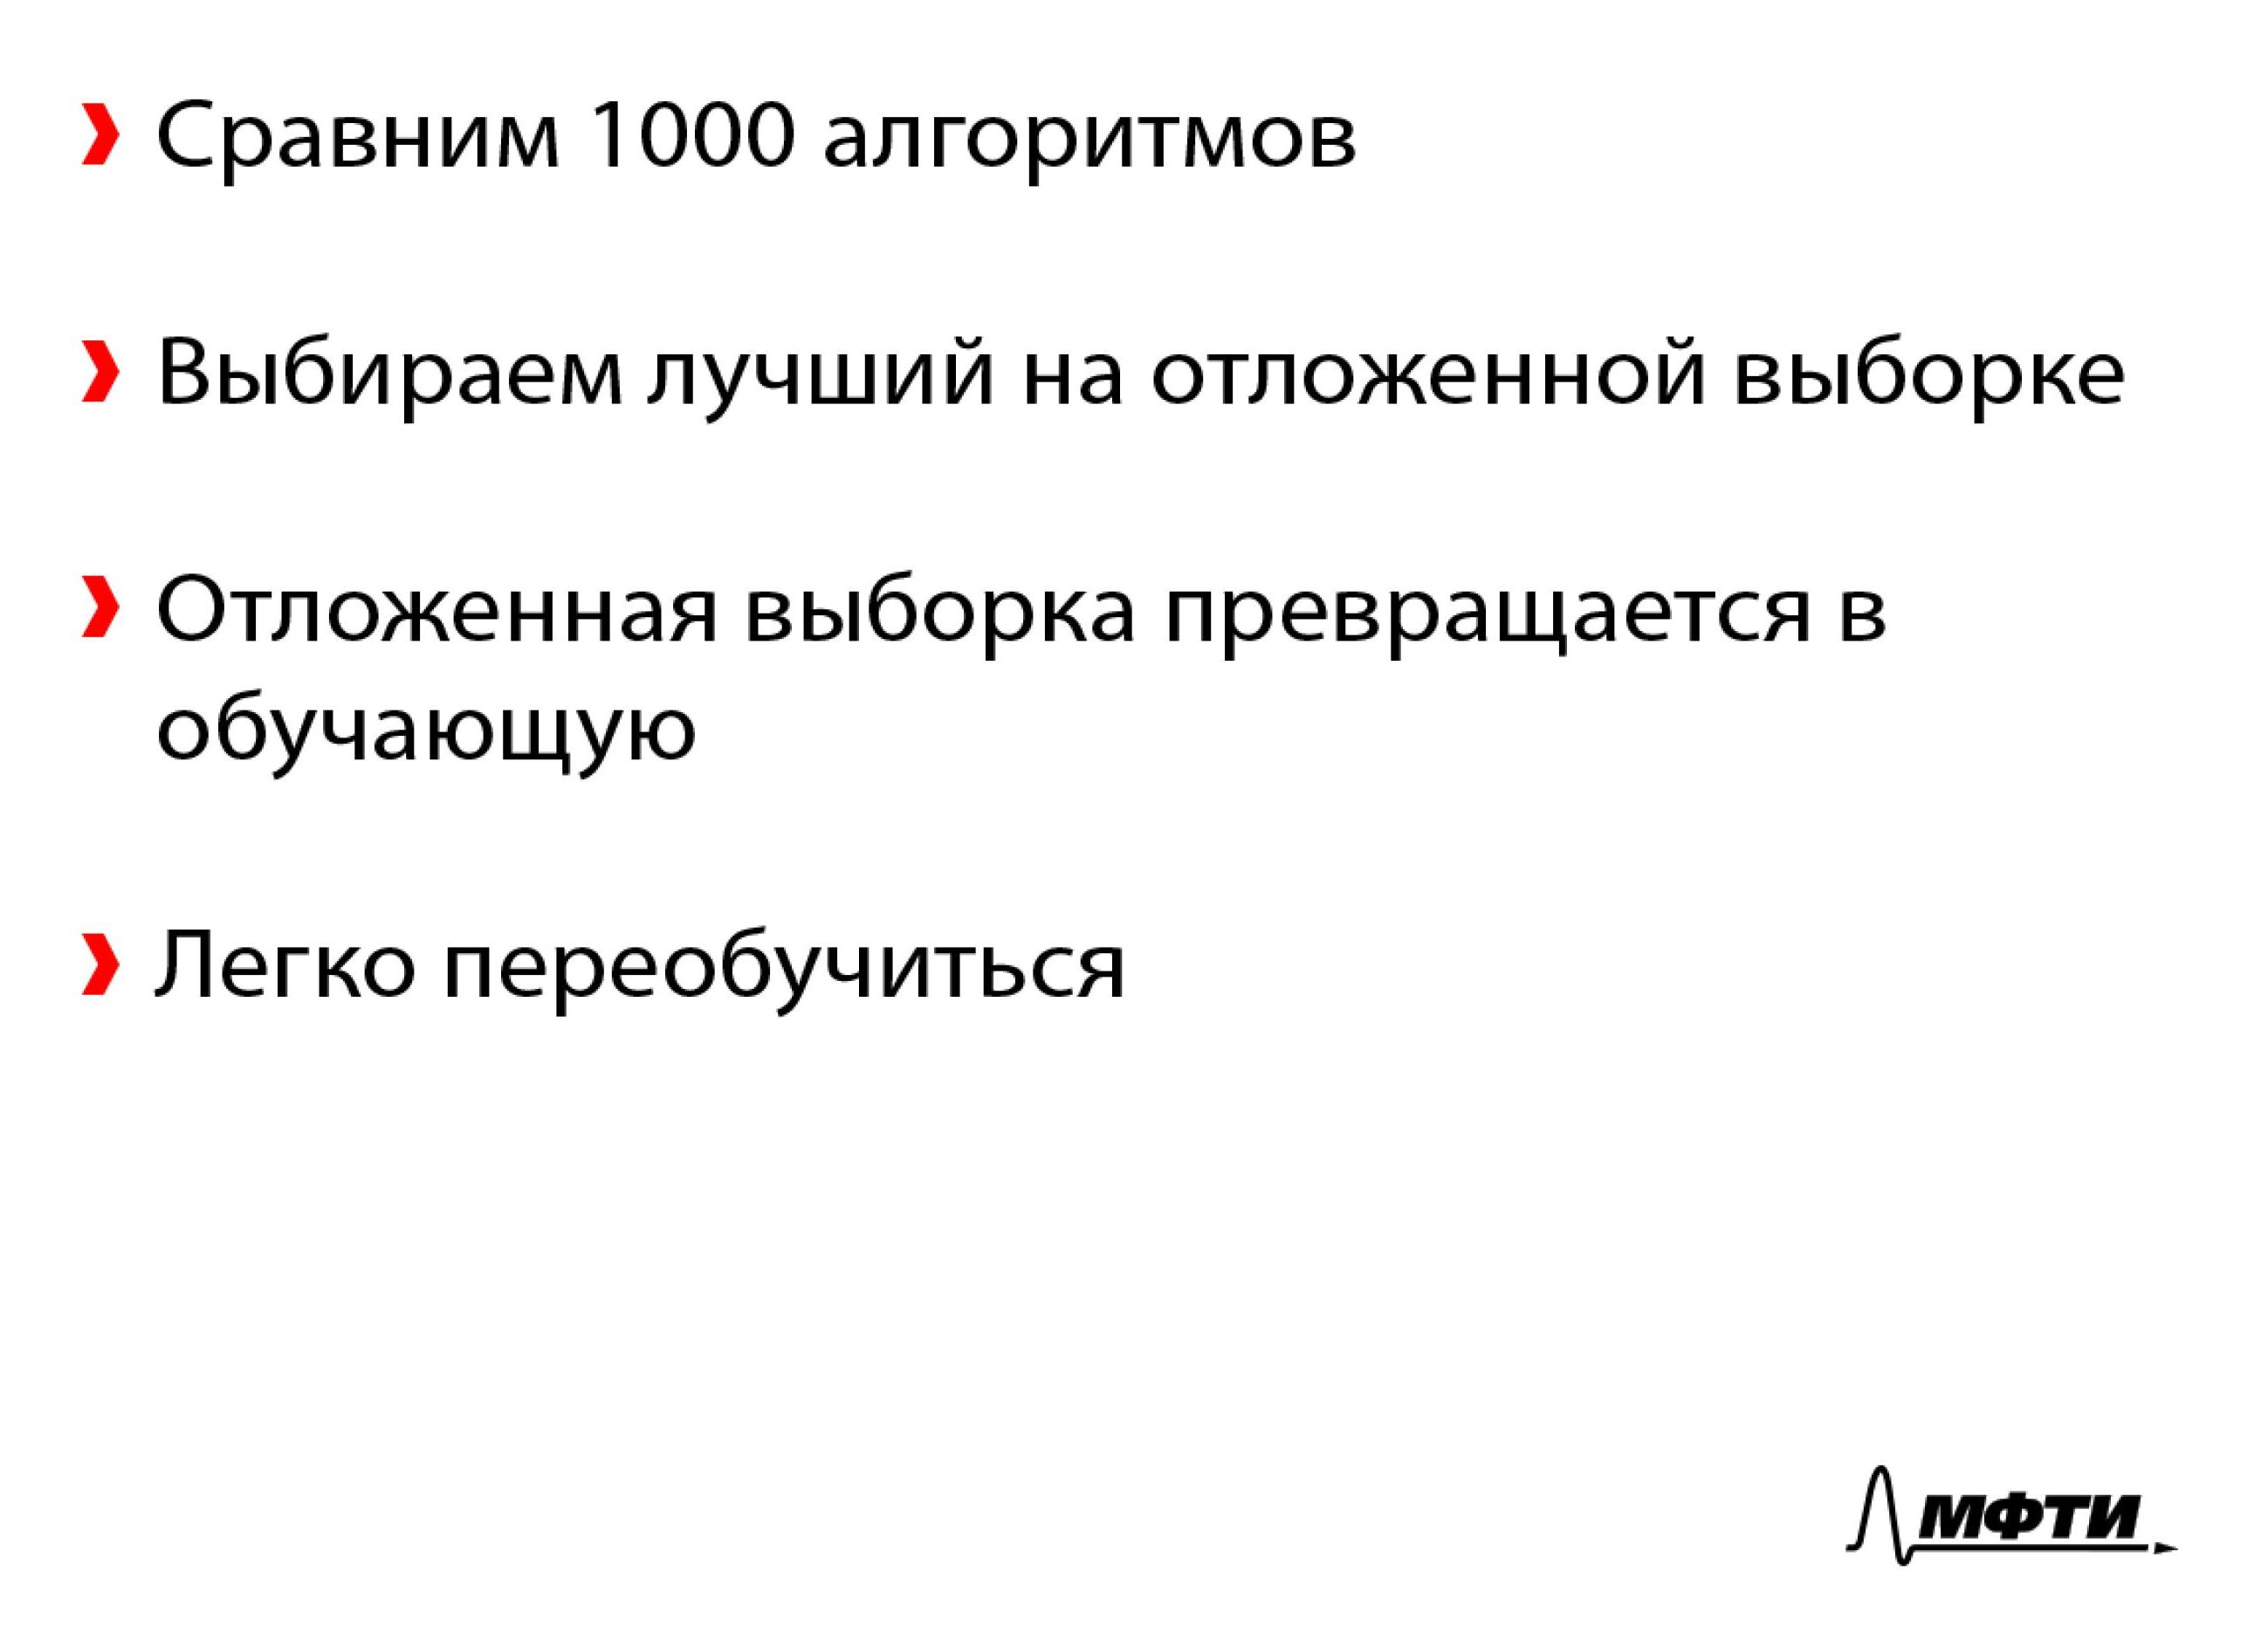 Сравним 1000 алгоритмов
Выбираем лучший на отложенной выборке
Отложенная выборка превращается в
обучающую
Легко переобучиться
МФТИ